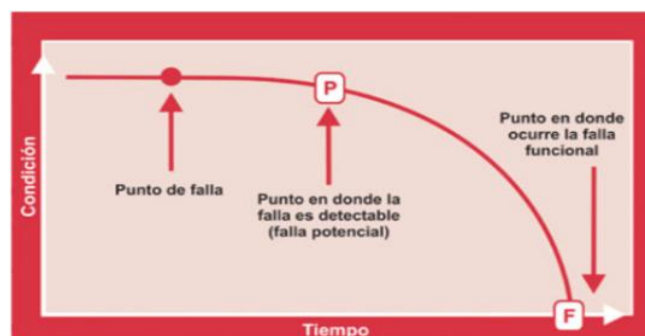 Condición
P
Punto de falla
Punto en donde la
falla es detectable
(falla potencial)
Punto en donde
ocurre la falla
funcional
F
Tiempo